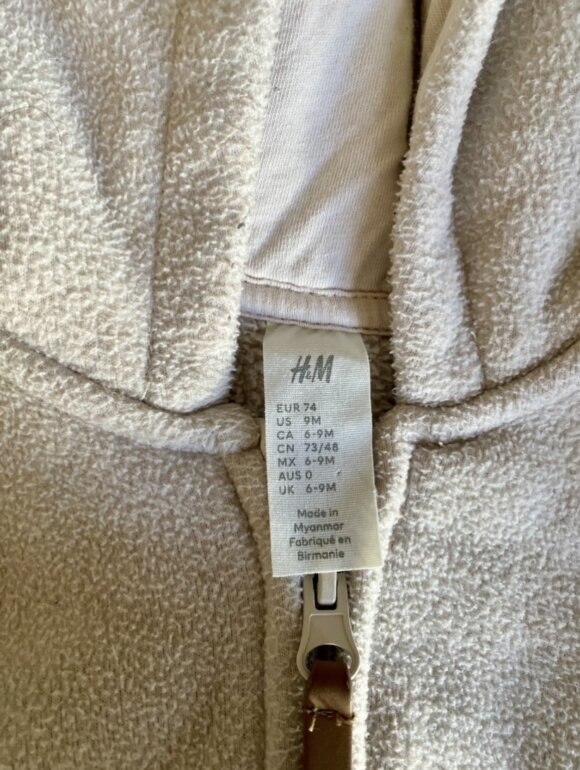 H&M
EUR 74
US 9M
CA 6-9M
CN 73/48
MX 6-9M
AUS 0
UK 6-9M
Made in
Myanmar
Fabriqué en
Birmanie